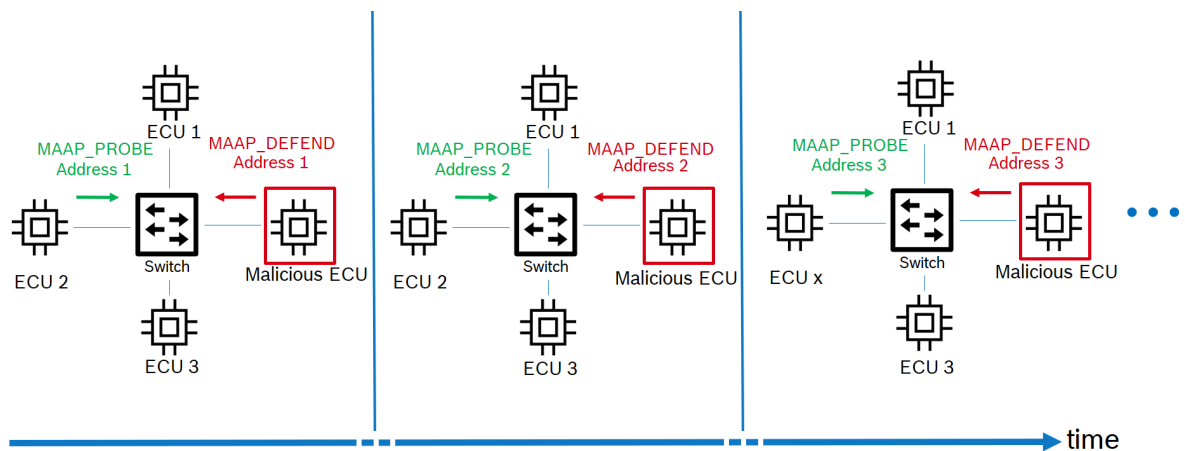 ECU 1
MAAP_PROBE
Address 1
MAAP_DEFEND
Address 1
ECU 2
Switch
Malicious ECU
ECU 3
ECU 1
MAAP_PROBE
Address 2
MAAP_DEFEND
Address 2
ECU 2
Switch
Malicious ECU
ECU 3
ECU 1
MAAP_PROBE
Address 3
MAAP_DEFEND
Address 3
ECU x
Switch
Malicious ECU
ECU 3
time